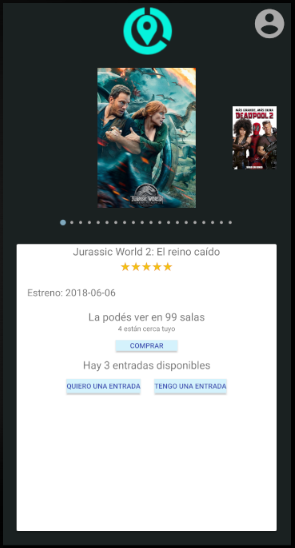 DEADPOOL 2
JURASSIC WORLD
Jurassic World 2: El reino caído
Estreno: 2018-06-06
La podés ver en 99 salas
4 están cerca tuyo
COMPRAR
Hay 3 entradas disponibles
QUIERO UNA ENTRADA
TENGO UNA ENTRADA